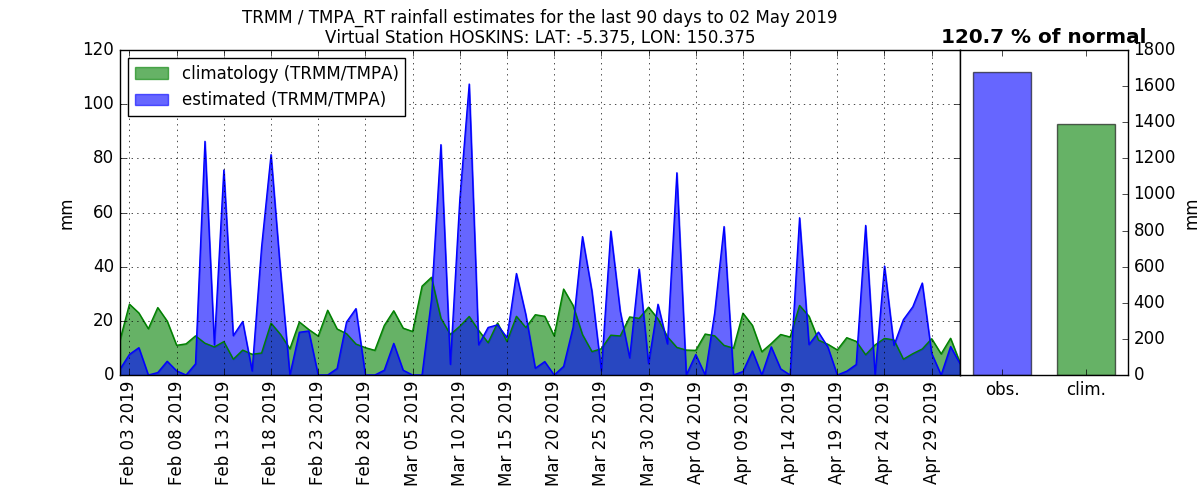 TRMM / TMPA_RT rainfall estimates for the last 90 days to 02 May 2019
Virtual Station HOSKINS: LAT: -5.375, LON: 150.375
120.7 % of normal
climatology (TRMM/TMPA)
estimated (TRMM/TMPA)
mm
120
100
80
60
40
20
0
Feb 03 2019
Feb 08 2019
Feb 13 2019
Feb 18 2019
Feb 23 2019
Feb 28 2019
Mar 05 2019
Mar 10 2019
Mar 15 2019
Mar 20 2019
Mar 25 2019
Mar 30 2019
Apr 04 2019
Apr 09 2019
Apr 14 2019
Apr 19 2019
Apr 24 2019
Apr 29 2019
obs.
clim.
1800
1600
1400
1200
1000
800
600
400
200
0
mm